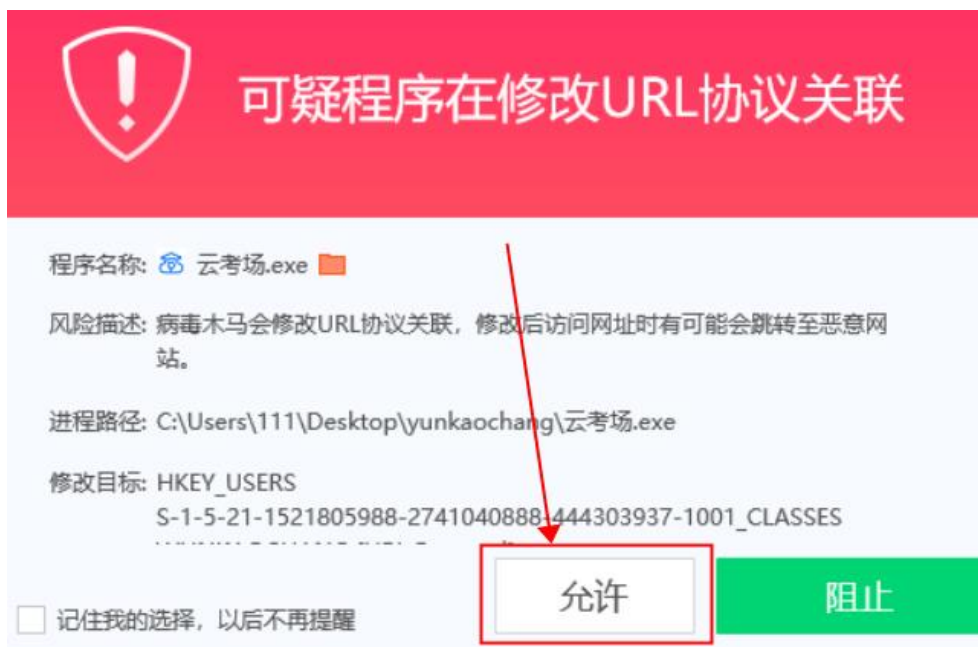 可疑程序在修改URL协议关联
程序名称: 云考场.exe
风险描述: 病毒木马会修改URL协议关联，修改后访问网址时有可能会跳转至恶意网
站。
进程路径: C:\Users\111\Desktop\yunkaochang\云考场.exe
修改目标: HKEY_USERS
S-1-5-21-1521805988-2741040888-444303937-1001_CLASSES
记住我的选择，以后不再提醒
允许
阻止